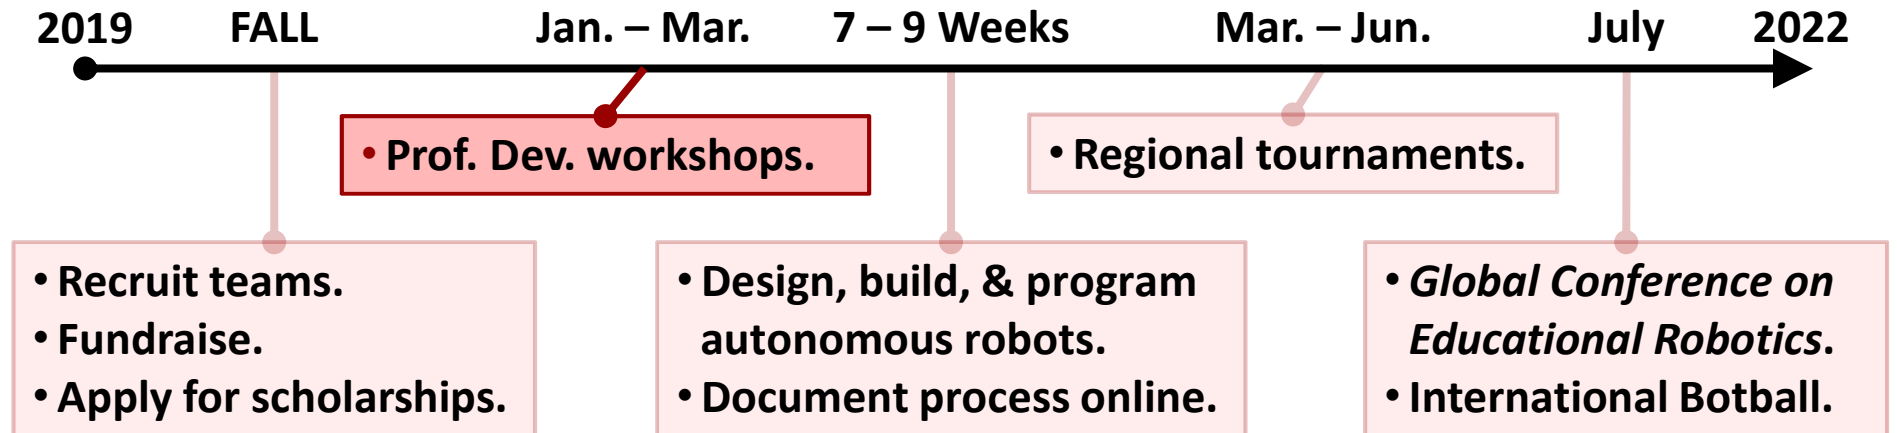 2019 FALL Jan. – Mar. 7 – 9 Weeks Mar. – Jun. July 2022
• Prof. Dev. workshops.
• Regional tournaments.
• Recruit teams.
• Fundraise.
• Apply for scholarships.
• Design, build, & program
autonomous robots.
• Document process online.
• Global Conference on
Educational Robotics.
• International Botball.